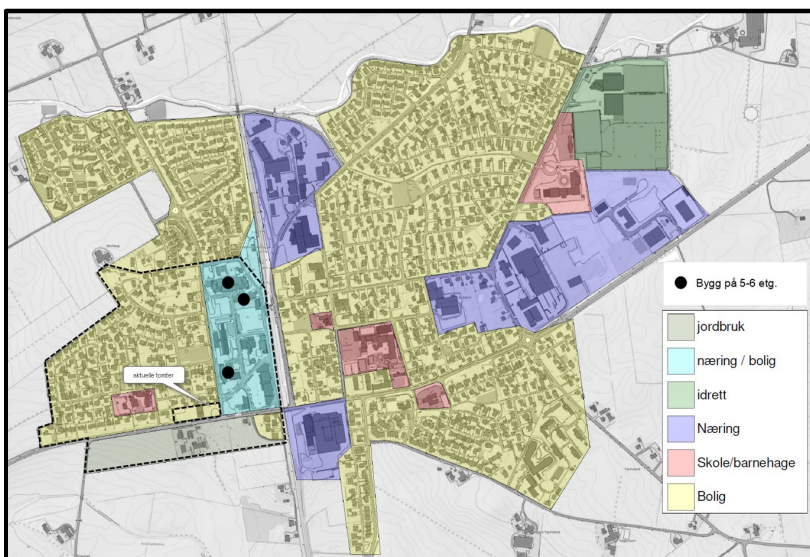 aktuelle tomter
Bygg på 5-6 etg.
jordbruk
næring / bolig
idrett
Næring
Skole/barnehage
Bolig